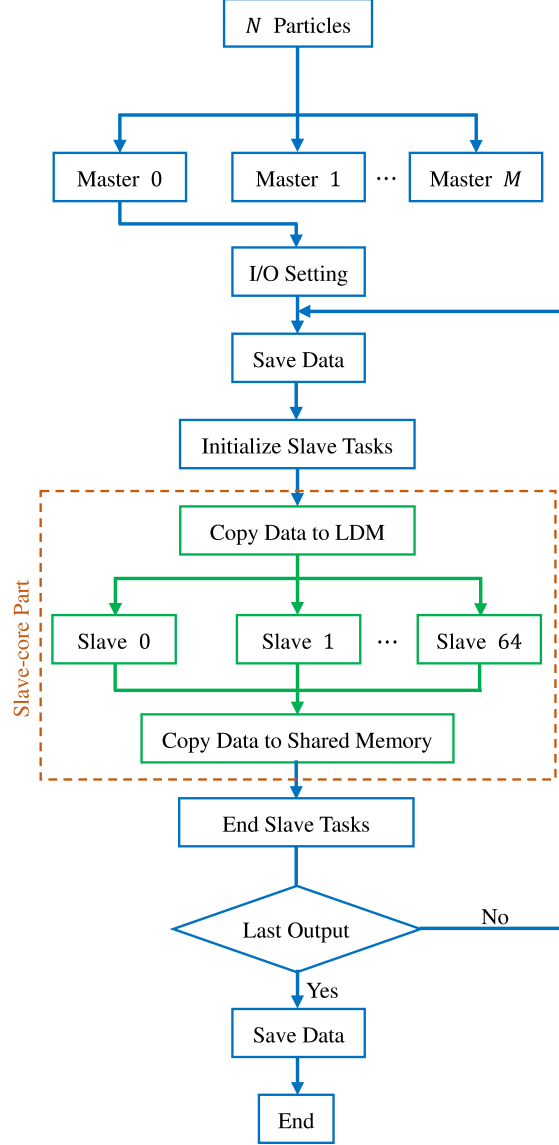 N Particles
Master 0
Master 1
...
Master M
I/O Setting
Save Data
Initialize Slave Tasks
Slave-core Part
Copy Data to LDM
Slave 0
Slave 1
...
Slave 64
Copy Data to Shared Memory
End Slave Tasks
Last Output
No
Yes
Save Data
End